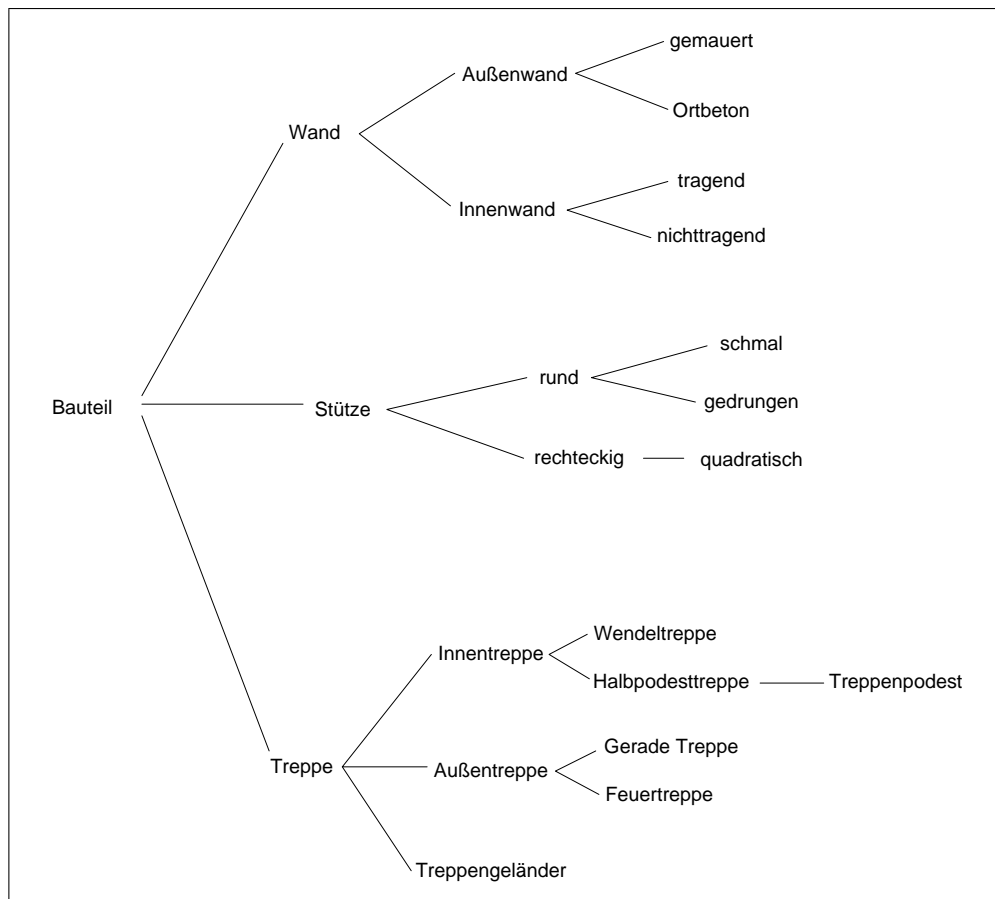 gemauert
Außenwand
Ortbeton
Wand
tragend
Innenwand
nichttragend
schmal
rund
gedrungen
Bauteil
Stütze
rechteckig
quadratisch
Wendeltreppe
Innentreppe
Halbpodesttreppe
Treppenpodest
Gerade Treppe
Treppe
Außentreppe
Feuertreppe
Treppengeländer